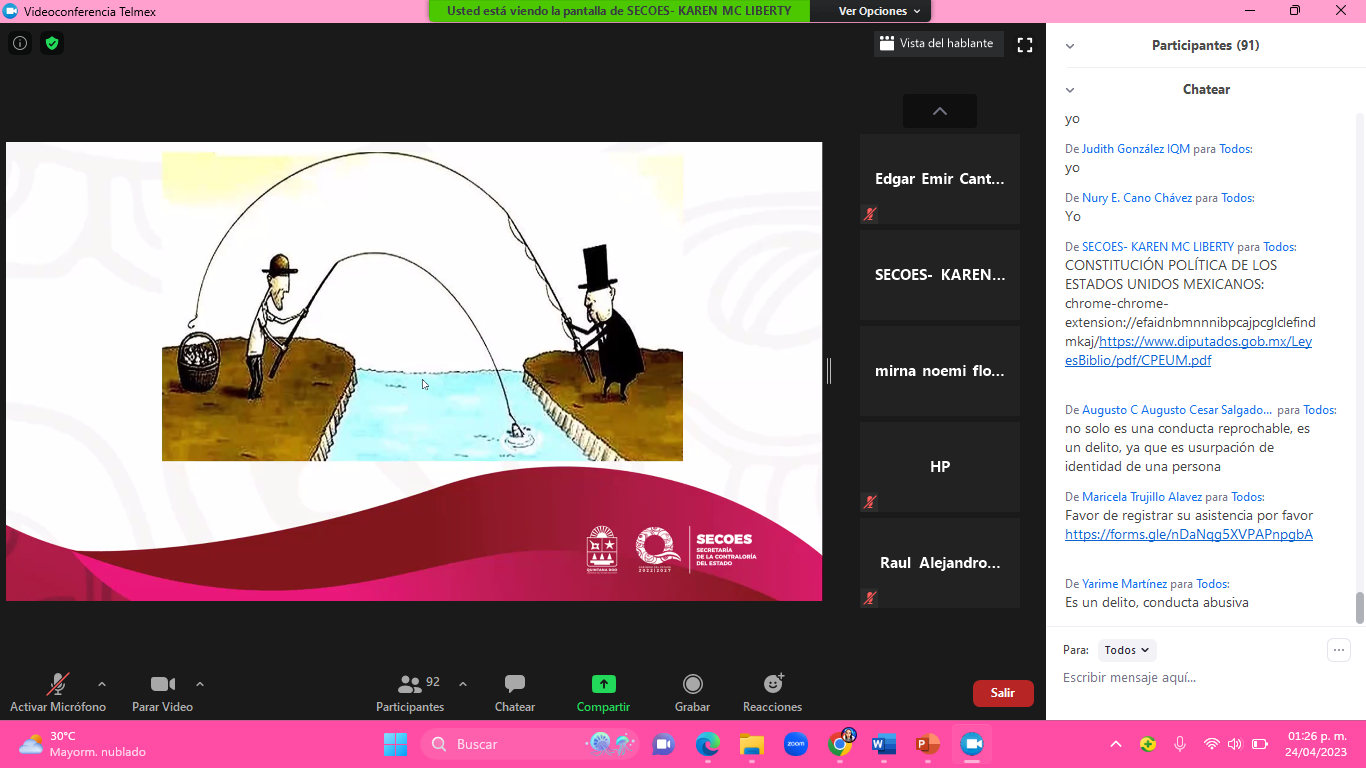 Videoconferencia Telmex
Usted está viendo la pantalla de SECOES- KAREN MC LIBERTY
Ver Opciones
Vista del hablante
Edgar Emir Cant...
SECOES- KAREN...
mirna noemi flo...
HP
Raul Alejandro...
QUINTANA ROO
2022 | 2027
SECOES
SECRETARÍA
DE LA CONTRALORÍA
DEL ESTADO
Participantes (91)
Chatear
yo
De Judith González IQM para Todos:
yo
De Nury E. Cano Chávez para Todos:
Yo
De SECOES- KAREN MC LIBERTY para Todos:
CONSTITUCIÓN POLÍTICA DE LOS
ESTADOS UNIDOS MEXICANOS:
chrome-chrome-
extension://efaidnbmnnnibpcajpcglclefind
mkaj/https://www.diputados.gob.mx/Ley
esBiblio/pdf/CPEUM.pdf
De Augusto C Augusto Cesar Salgado... para Todos:
no solo es una conducta reprochable, es
un delito, ya que es usurpación de
identidad de una persona
De Maricela Trujillo Alavez para Todos:
Favor de registrar su asistencia por favor
https://forms.gle/nDaNqg5XVPAPnpgbA
De Yarime Martínez para Todos:
Es un delito, conducta abusiva
Para: Todos
Escribir mensaje aquí...
Activar Micrófono
Parar Video
92
Participantes
Chatear
Compartir
Grabar
Reacciones
Salir
30°C
Mayorm. nublado
Buscar
zoom
01:26 p. m.
24/04/2023